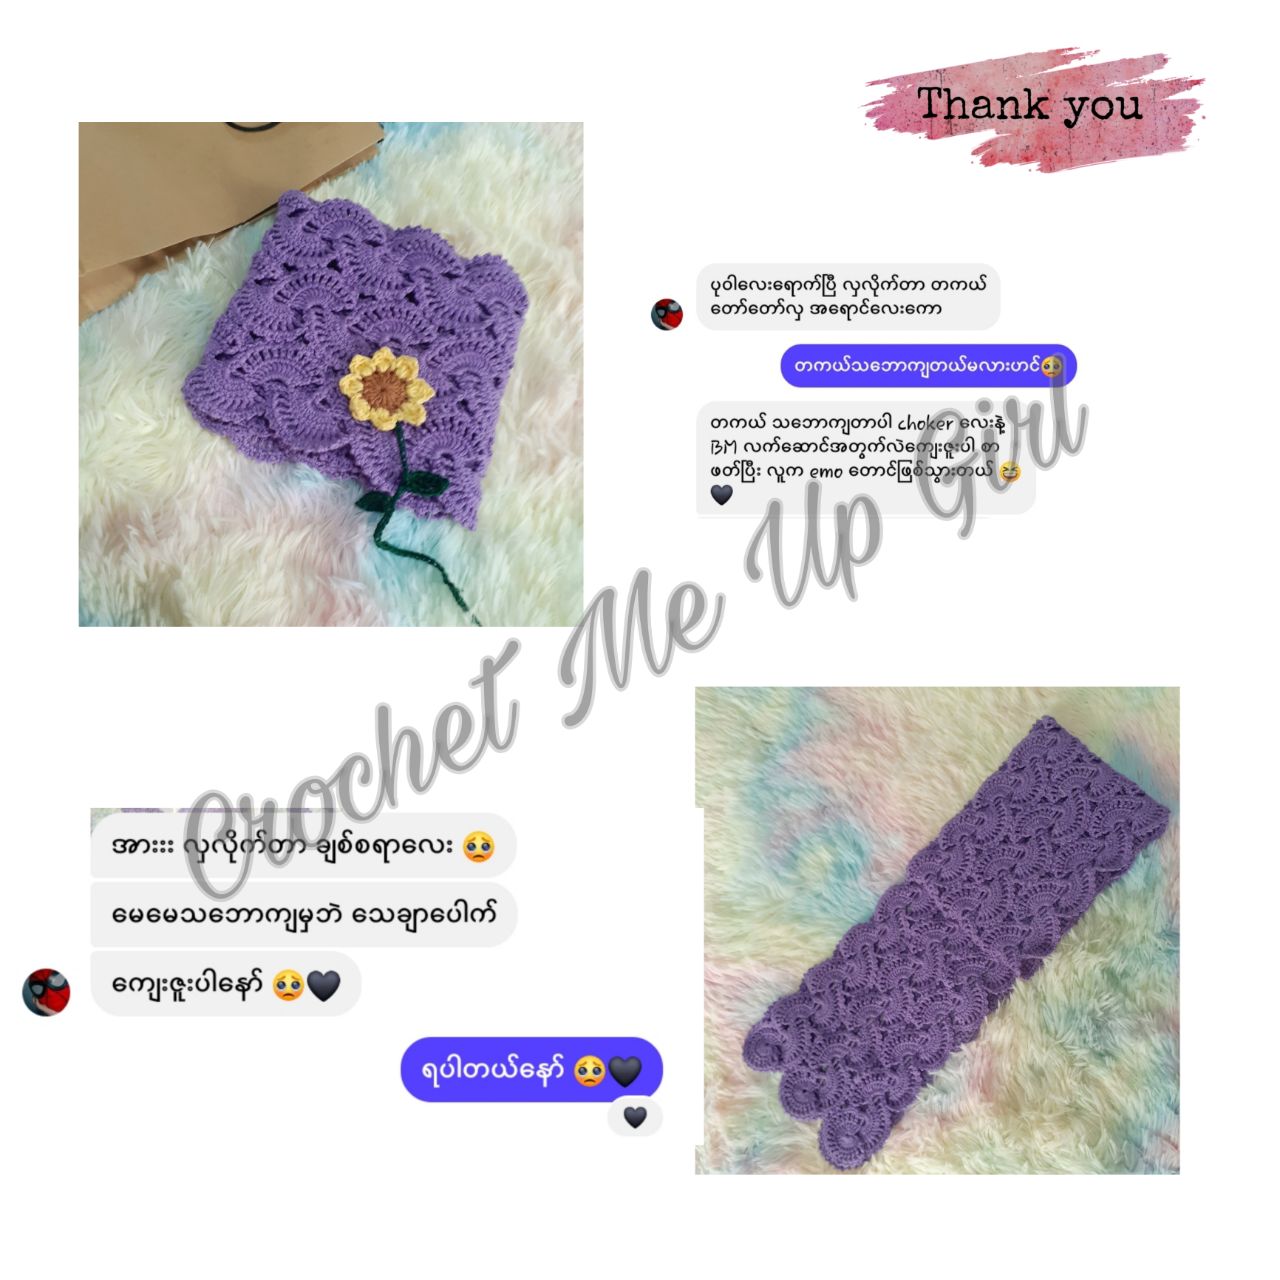 Thank you
ပုဝါလေးရောက်ပြီ လှလိုက်တာ တကယ်
တော်တော်လှ အရောင်လေးကော
တကယ်သဘောကျတယ်မလားဟင်🥺
တကယ် သဘောကျတာပါ choker လေးနဲ့
BM လက်ဆောင်အတွက်လဲကျေးဇူးပါ စာ
ဖတ်ပြီး လူက emo တောင်ဖြစ်သွားတယ် 😆
🖤
Crochet Me Up Girl
အားးး လှလိုက်တာ ချစ်စရာလေး 🥺
မေမေသဘောကျမှာဘဲ သေချာပေါက်
ကျေးဇူးပါနော် 🥺🖤
ရပါတယ်နော် 🥺🖤
🖤